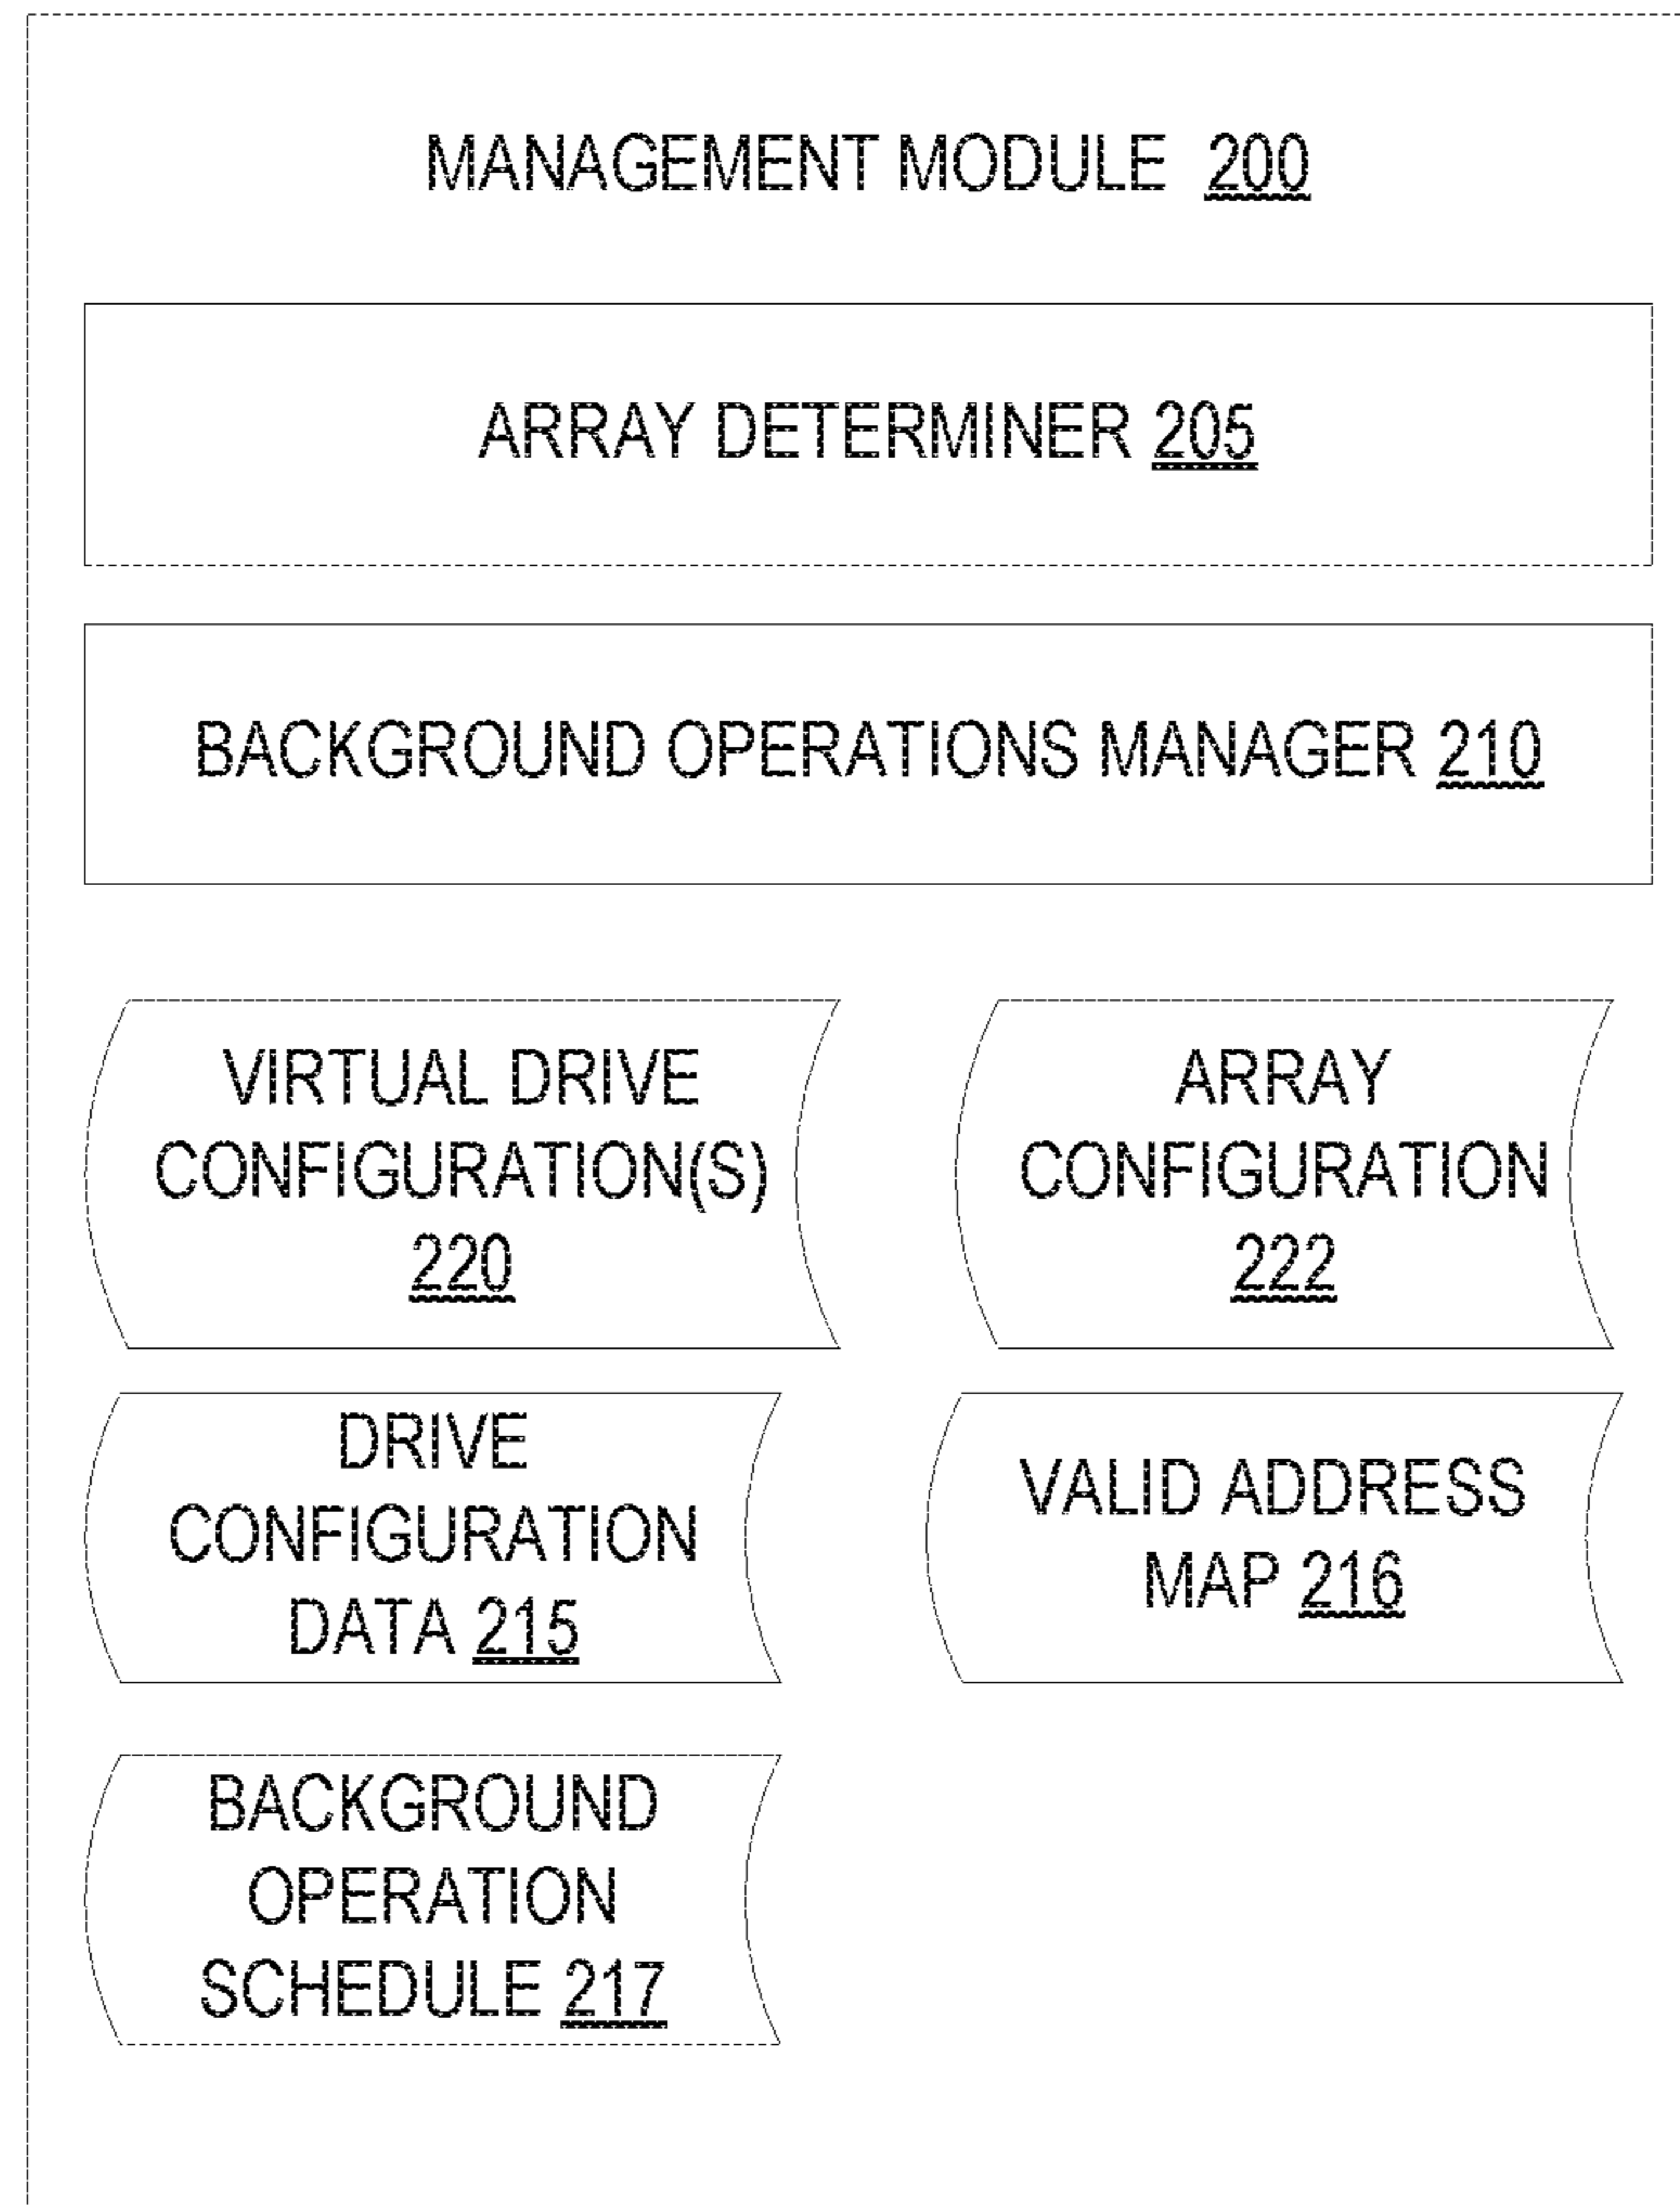 MANAGEMENT MODULE 200
ARRAY DETERMINER 205
BACKGROUND OPERATIONS MANAGER 210
VIRTUAL DRIVE
CONFIGURATION(S)
220
ARRAY
CONFIGURATION
222
DRIVE
CONFIGURATION
DATA 215
VALID ADDRESS
MAP 216
BACKGROUND
OPERATION
SCHEDULE 217